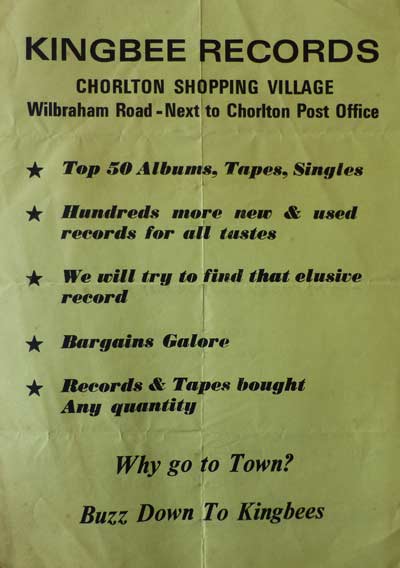 KINGBEE RECORDS
CHORLTON SHOPPING VILLAGE
Wilbraham Road - Next to Chorlton Post Office
★ Top 50 Albums, Tapes, Singles
★ Hundreds more new & used
records for all tastes
★ We will try to find that elusive
record
★ Bargains Galore
★ Records & Tapes bought
Any quantity
Why go to Town?
Buzz Down To Kingbees